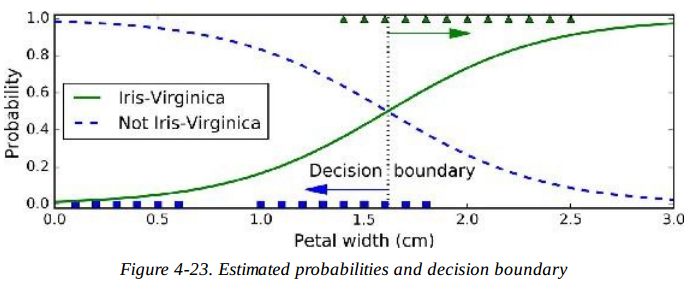 1.0
0.8
0.6
0.4
0.2
0.0
Probability
Iris-Virginica
Not Iris-Virginica
Decision boundary
0.0 0.5 1.0 1.5 2.0 2.5 3.0
Petal width (cm)
Figure 4-23. Estimated probabilities and decision boundary